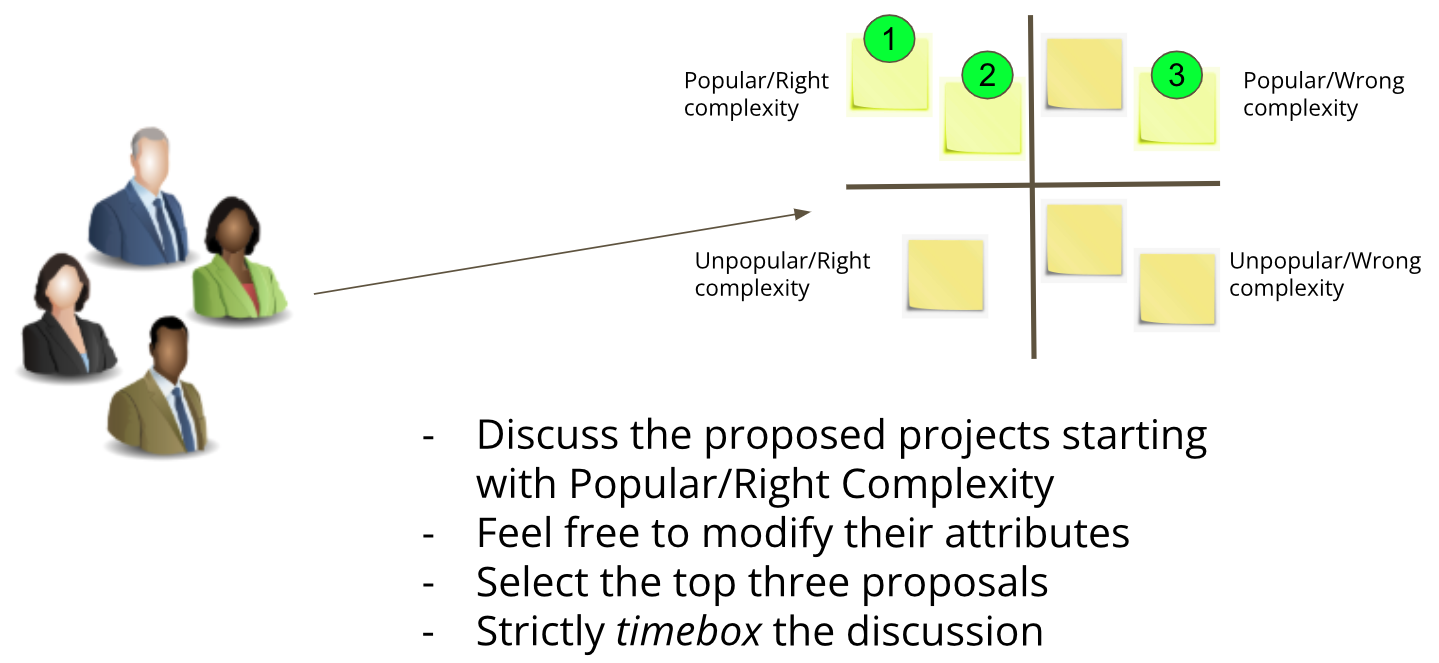 1
2
3
Popular/Right
complexity
Popular/Wrong
complexity
Unpopular/Right
complexity
Unpopular/Wrong
complexity
- Discuss the proposed projects starting
with Popular/Right Complexity
- Feel free to modify their attributes
- Select the top three proposals
- Strictly timebox the discussion